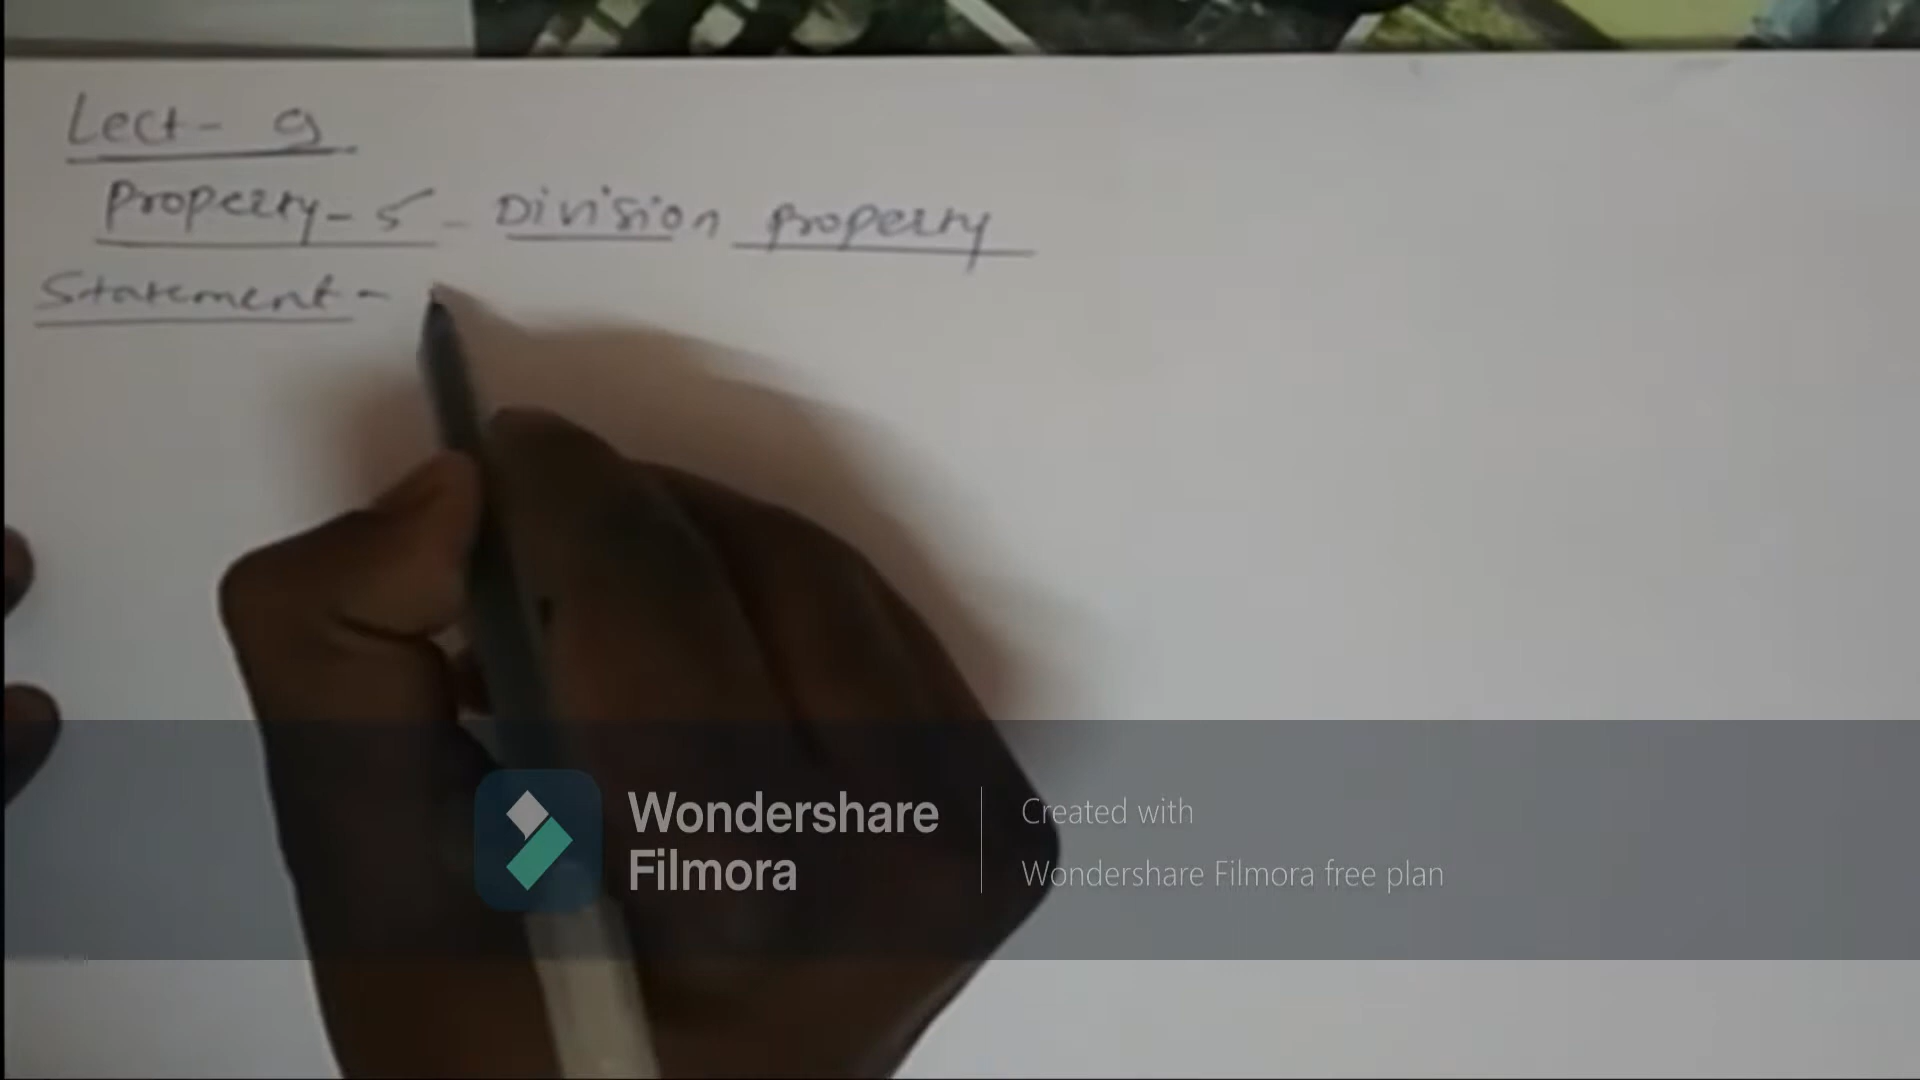 Lect- 9
Property-5 - Division property
Statement -
Wondershare
Filmora
Created with
Wondershare Filmora free plan